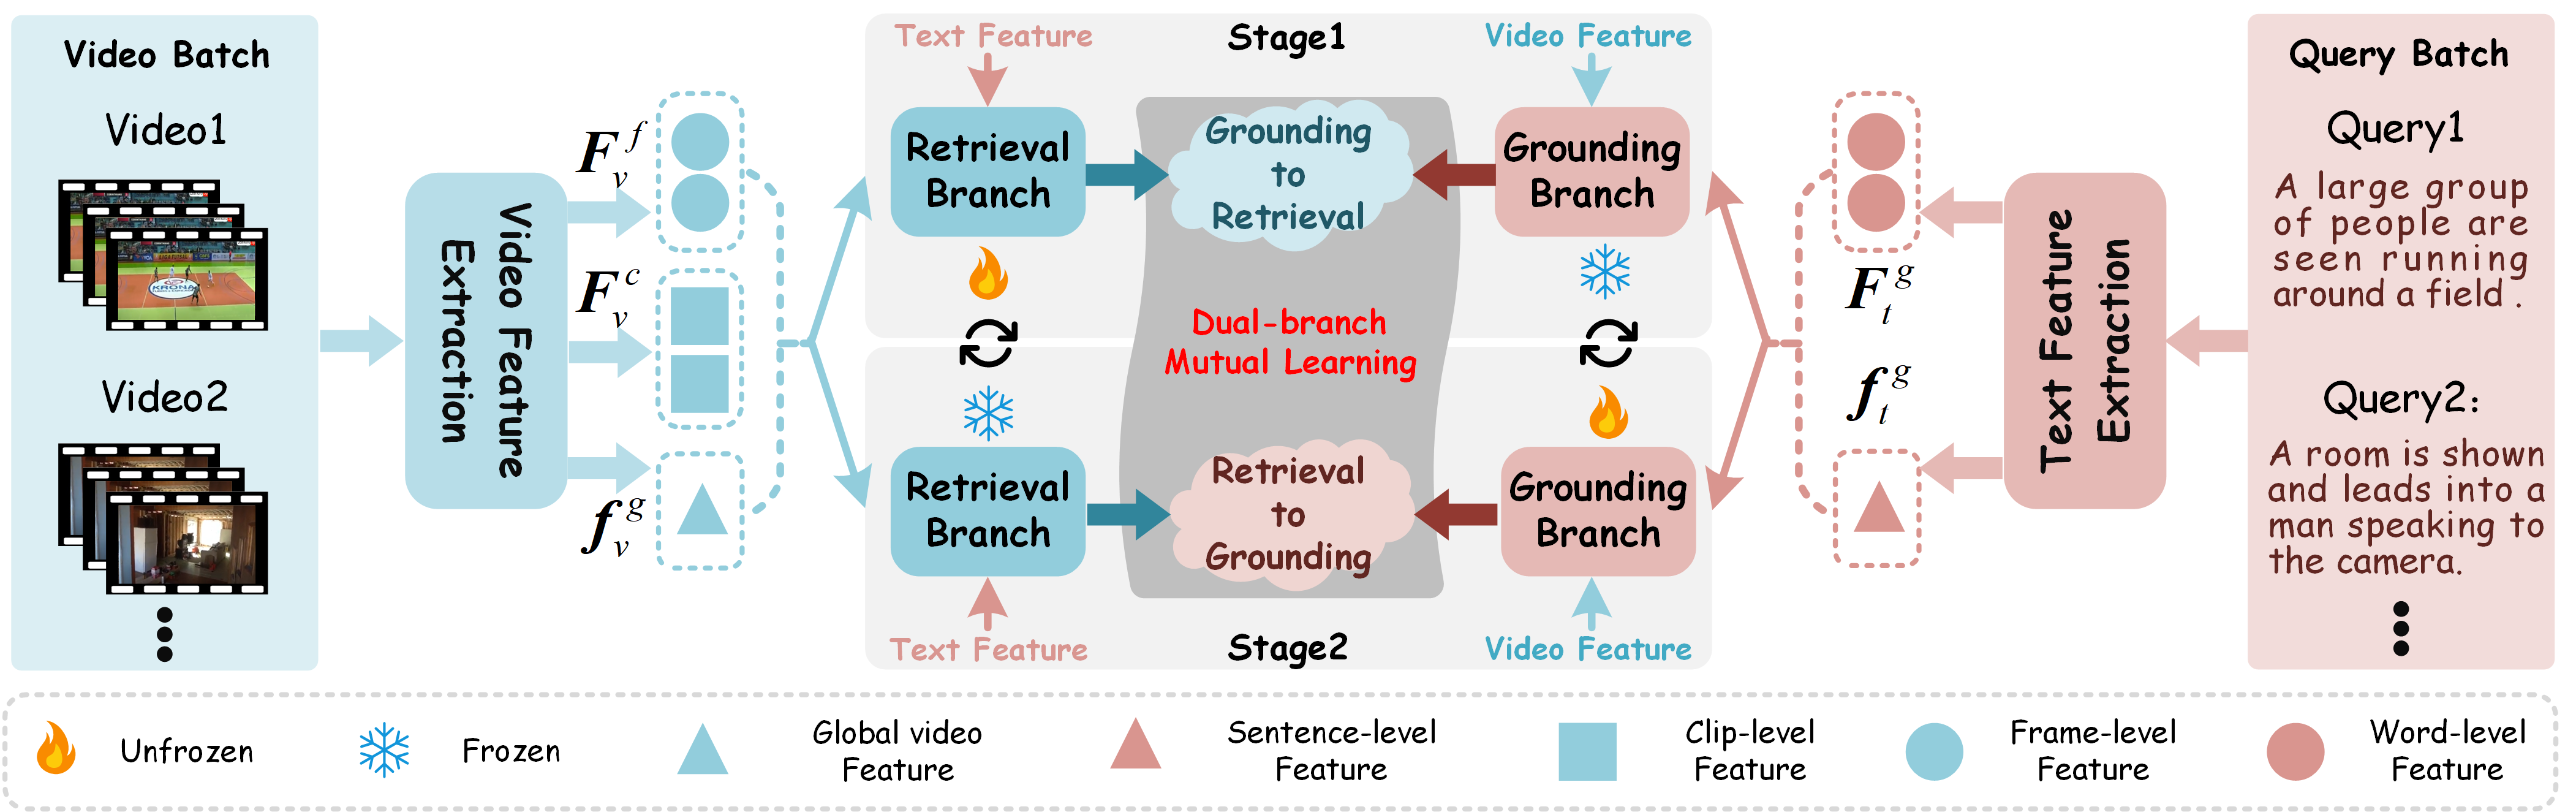 Video Batch
Video1
Video2
Video Feature
Extraction
F_v^f
F_v^c
f_v^g
Text Feature
Stage1
Video Feature
Retrieval
Branch
Grounding
to
Retrieval
Grounding
Branch
Dual-branch
Mutual Learning
Retrieval
Branch
Retrieval
to
Grounding
Grounding
Branch
Text Feature
Stage2
Video Feature
F_t^g
f_t^g
Text Feature
Extraction
Query Batch
Query1
A large group
of people are
seen running
around a field .
Query2:
A room is shown
and leads into a
man speaking to
the camera.
Unfrozen
Frozen
Global video
Feature
Sentence-level
Feature
Clip-level
Feature
Frame-level
Feature
Word-level
Feature
KRONA